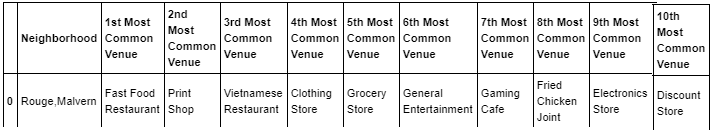 Neighborhood 1st Most Common Venue 2nd Most Common Venue 3rd Most Common Venue 4th Most Common Venue 5th Most Common Venue 6th Most Common Venue 7th Most Common Venue 8th Most Common Venue 9th Most Common Venue 10th Most Common Venue
0 Rouge,Malvern Fast Food Restaurant Print Shop Vietnamese Restaurant Clothing Store Grocery Store General Entertainment Gaming Cafe Fried Chicken Joint Electronics Store Discount Store